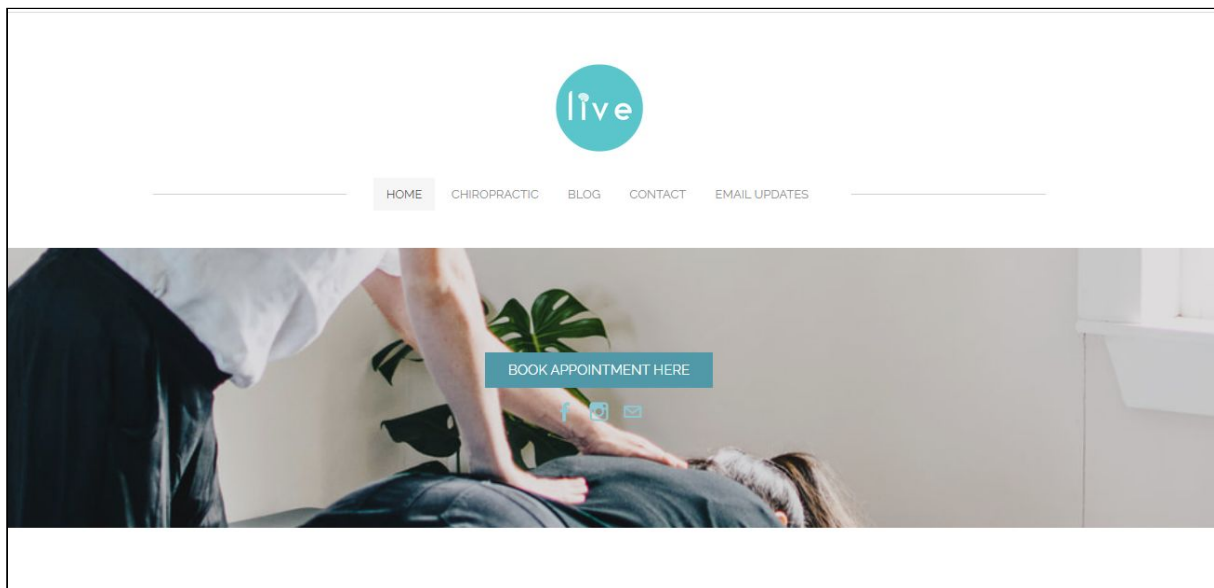 live
HOME CHIROPRACTIC BLOG CONTACT EMAIL UPDATES
BOOK APPOINTMENT HERE